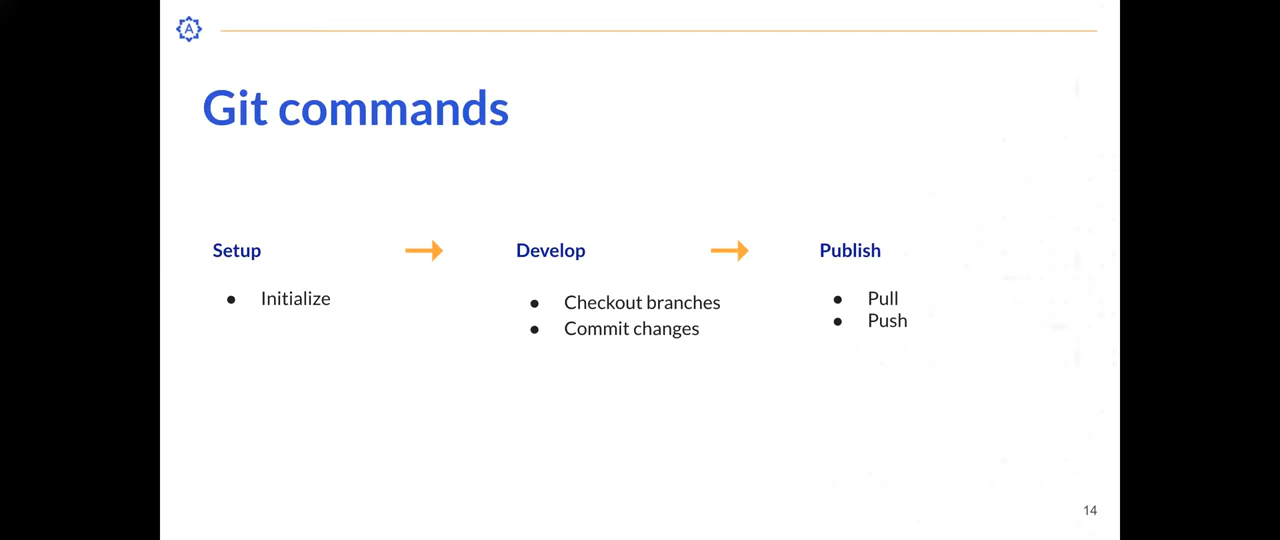 A
Git commands
Setup
Initialize
Develop
Checkout branches
Commit changes
Publish
Pull
Push
14